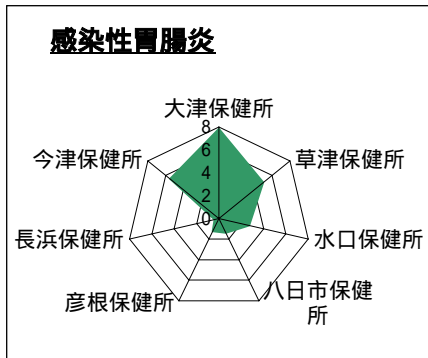 感染性胃腸炎
大津保健所
8
6
4
2
0
草津保健所
水口保健所
八日市保健
所
彦根保健所
長浜保健所
今津保健所